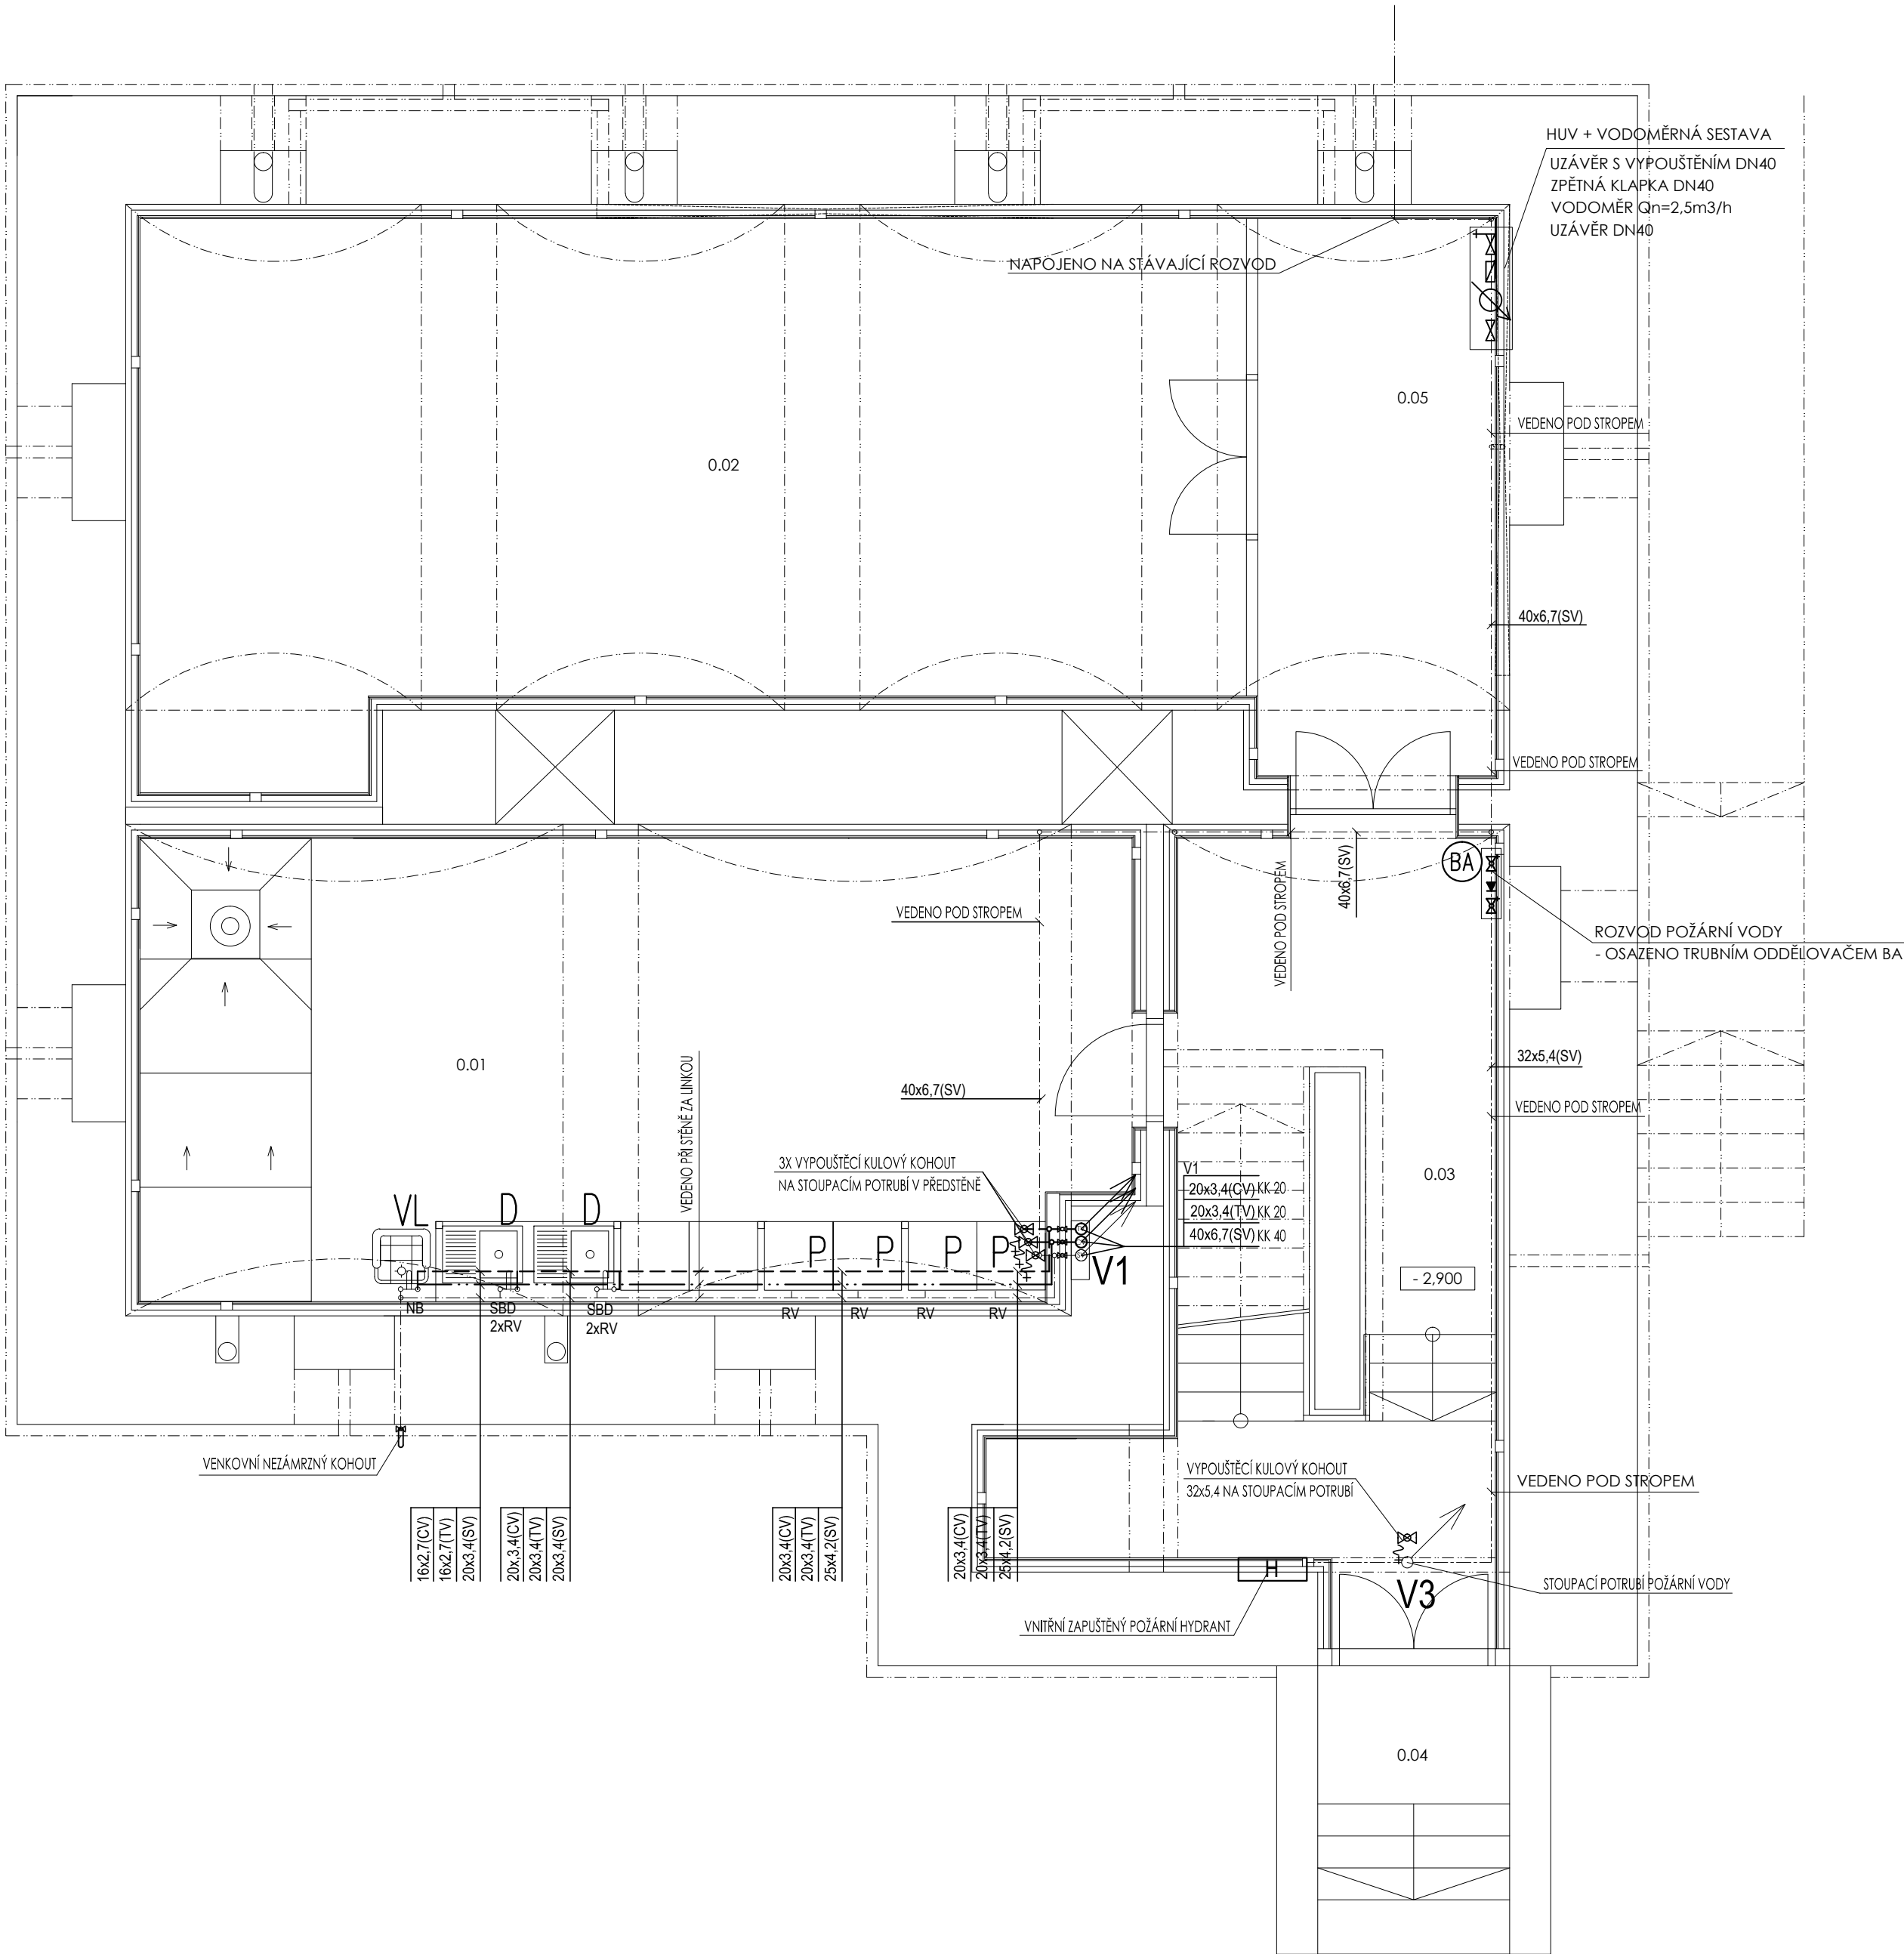 HUV + VODOMĚRNÁ SESTAVA
UZÁVĚR S VYPOUŠTĚNÍM DN40
ZPĚTNÁ KLAPKA DN40
VODOMĚR Qn=2,5m3/h
UZÁVĚR DN40
NAPOJENO NA STÁVAJÍCÍ ROZVOD
0.05
VEDENO POD STROPEM
0.02
40x6,7(SV)
VEDENO POD STROPEM
BA
40x6,7(SV)
VEDENO POD STROPEM
VEDENO POD STROPEM
ROZVOD POŽÁRNÍ VODY
- OSAZENO TRUBNÍM ODDĚLOVAČEM BA
0.01
32x5,4(SV)
40x6,7(SV)
VEDENO POD STROPEM
VEDENO PŘI STĚNĚ ZA LINKOU
3X VYPOUŠTĚCÍ KULOVÝ KOHOUT
NA STOUPACÍM POTRUBÍ V PŘEDSTĚNĚ
V1
20x3,4(CV) KK 20
20x3,4(TV) KK 20
40x6,7(SV) KK 40
0.03
VL
D
D
P
P
P
P
V1
- 2,900
NB
SBD
2xRV
SBD
2xRV
RV
RV
RV
RV
VENKOVNÍ NEZÁMRZNÝ KOHOUT
VYPOUŠTĚCÍ KULOVÝ KOHOUT
32x5,4 NA STOUPACÍM POTRUBÍ
VEDENO POD STROPEM
16x2,7(CV)
16x2,7(TV)
20x3,4(SV)
20x,3,4(CV)
20x3,4(TV)
20x3,4(SV)
20x3,4(CV)
20x3,4(TV)
25x4,2(SV)
20x3,4(CV)
20x3,4(TV)
25x4,2(SV)
H
V3
STOUPACÍ POTRUBÍ POŽÁRNÍ VODY
VNITŘNÍ ZAPUŠTĚNÝ POŽÁRNÍ HYDRANT
0.04